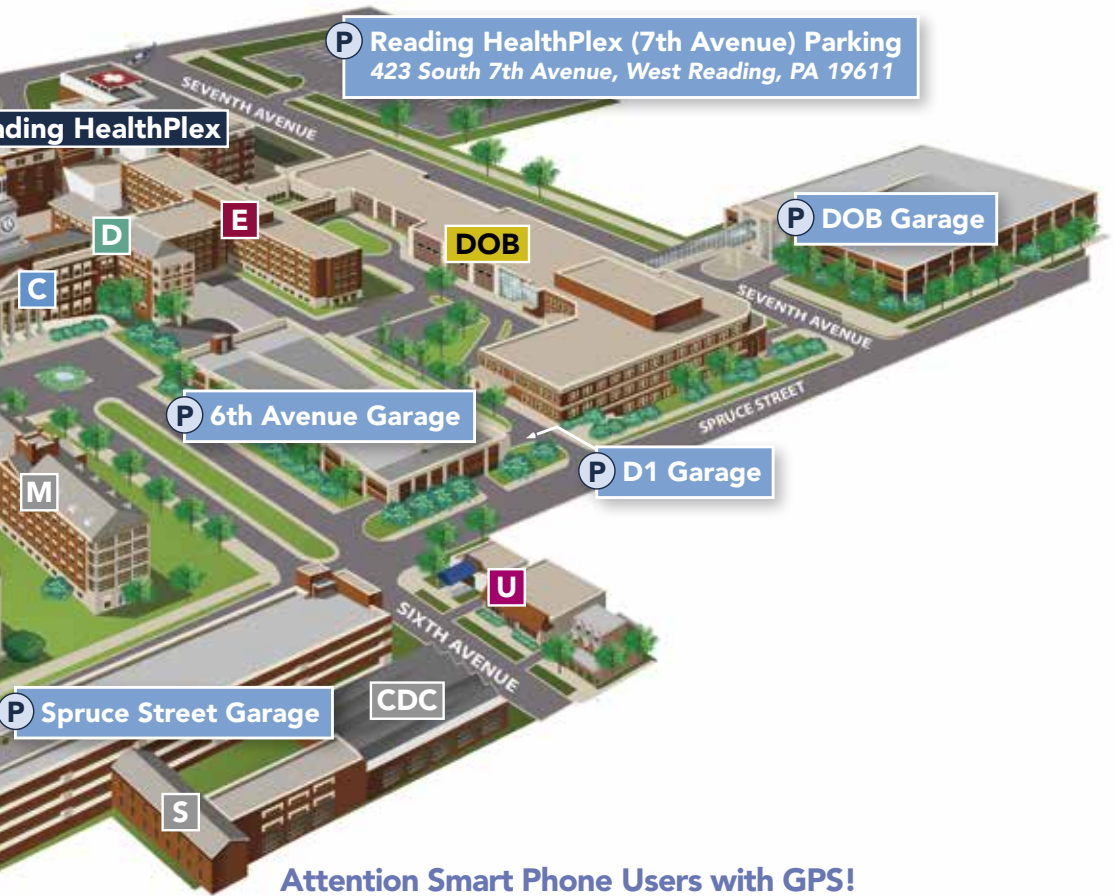 P Reading HealthPlex (7th Avenue) Parking
423 South 7th Avenue, West Reading, PA 19611
SEVENTH AVENUE
ading HealthPlex
P DOB Garage
E
D
DOB
C
SEVENTH AVENUE
SPRUCE STREET
P 6th Avenue Garage
P D1 Garage
M
U
SIXTH AVENUE
CDC
P Spruce Street Garage
S
Attention Smart Phone Users with GPS!